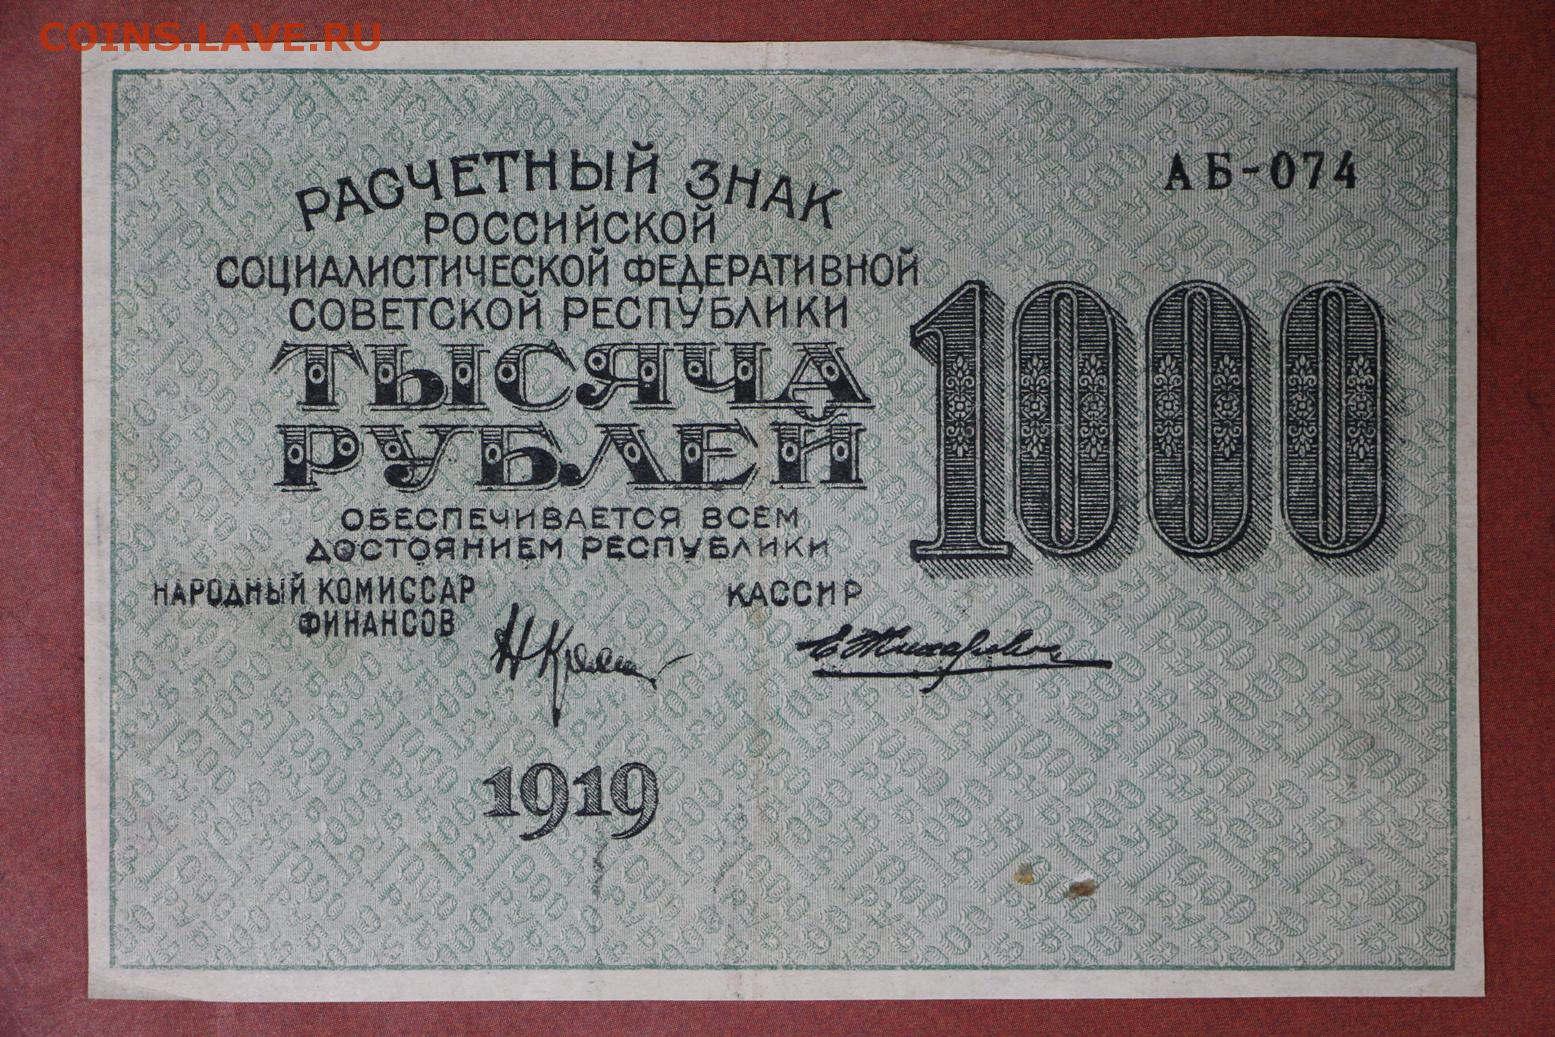 COINS.LAVE.RU
РАСЧЕТНЫЙ ЗНАК
АБ-074
РОССИЙСКОЙ
СОЦИАЛИСТИЧЕСКОЙ ФЕДЕРАТИВНОЙ
СОВЕТСКОЙ РЕСПУБЛИКИ
ТЫСЯЧА
РУБЛЕЙ
1000
ОБЕСПЕЧИВАЕТСЯ ВСЕМ
ДОСТОЯНИЕМ РЕСПУБЛИКИ
НАРОДНЫЙ КОМИССАР
ФИНАНСОВ
КАССИР
1919